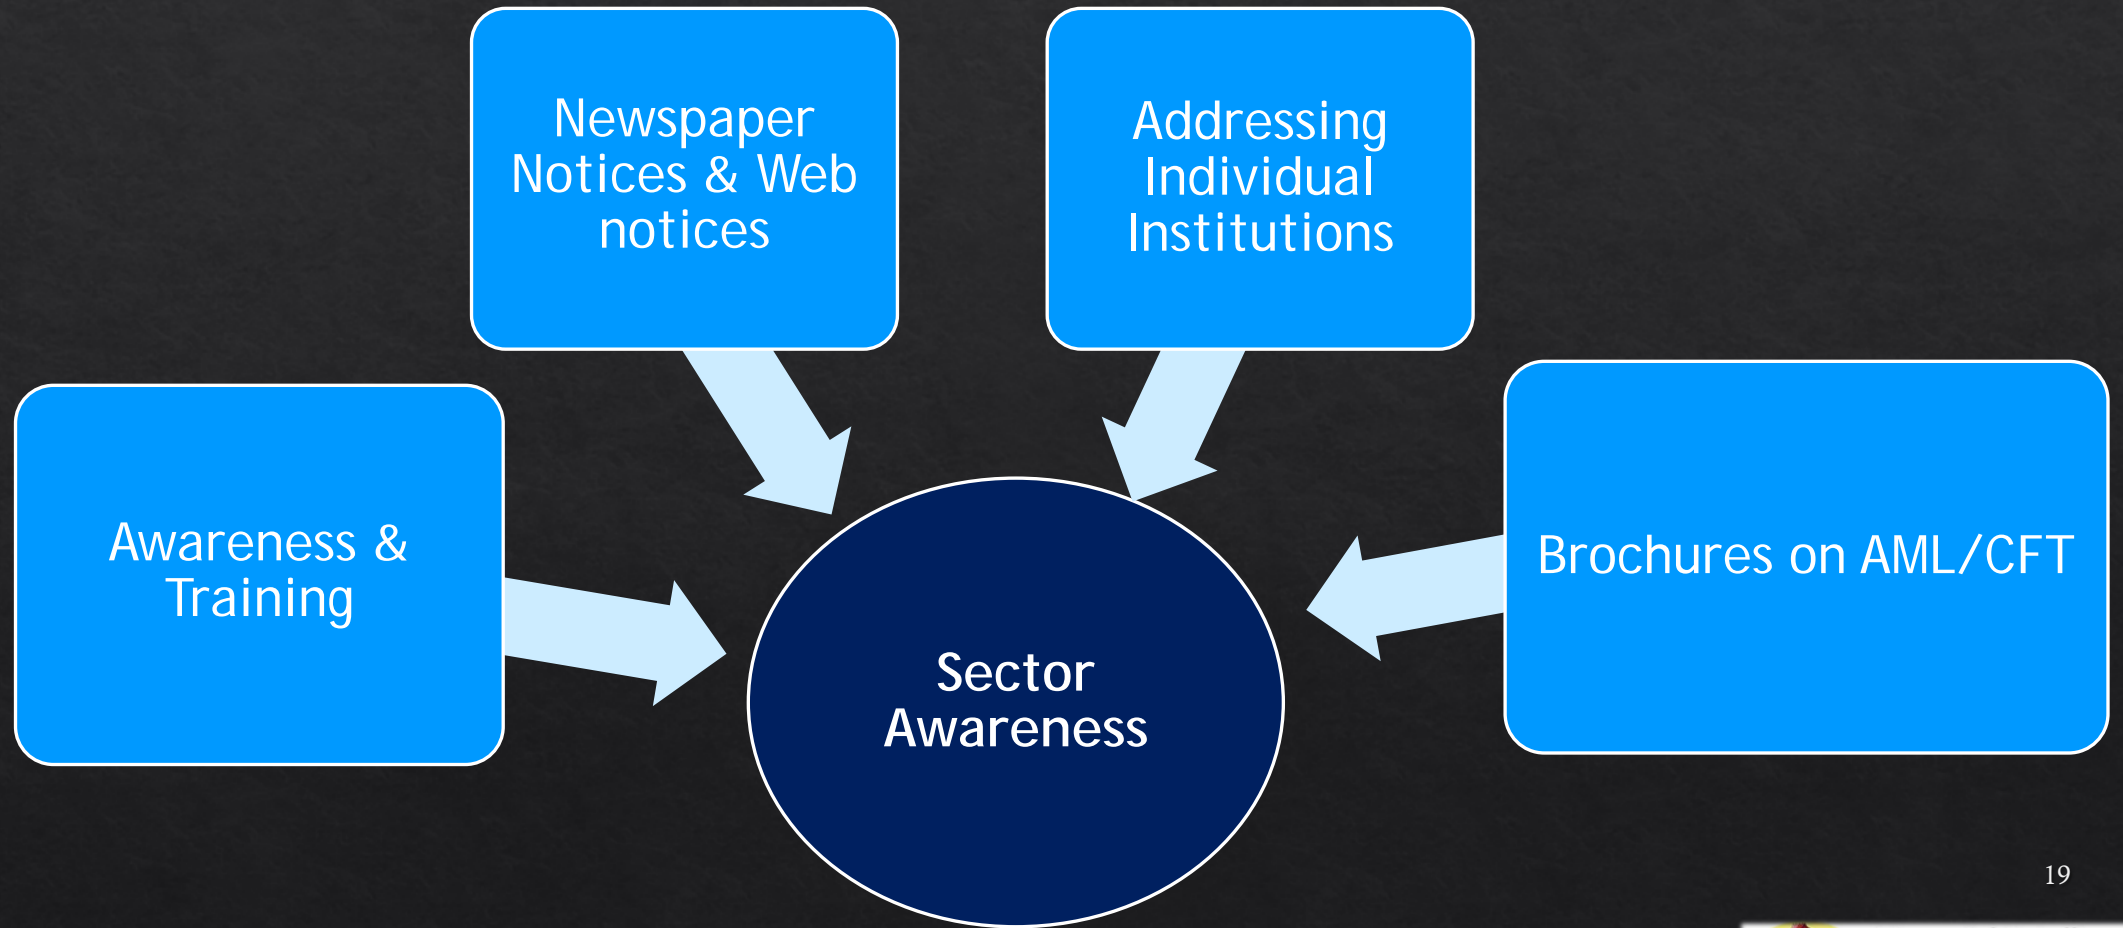 Newspaper
Notices & Web
notices
Addressing
Individual
Institutions
Awareness &
Training
Brochures on AML/CFT
Sector
Awareness
19